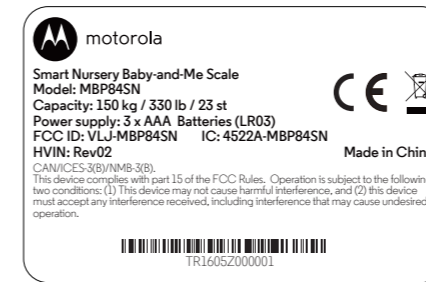 motorola
Smart Nursery Baby-and-Me Scale
Model: MBP84SN
Capacity: 150 kg / 330 lb / 23 st
Power supply: 3 x AAA Batteries (LR03)
FCC ID: VLJ-MBP84SN IC: 4522A-MBP84SN
HVIN: Rev02 Made in Chin
CAN/ICES-3(B)/NMB-3(B).
This device complies with part 15 of the FCC Rules. Operation is subject to the followin
two conditions: (1) This device may not cause harmful interference, and (2) this device
must accept any interference received, including interference that may cause undesired
operation.
TR1605Z000001